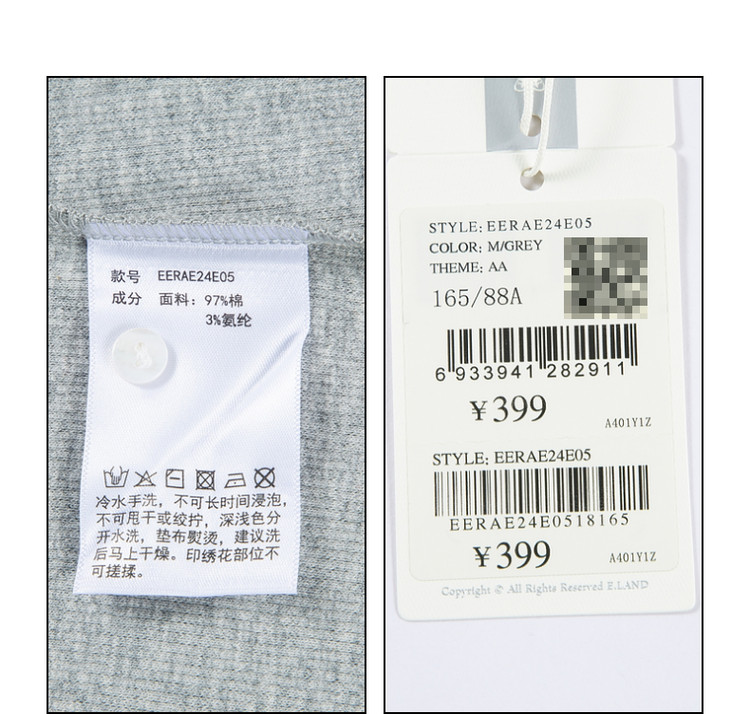 款号 EERAE24E05
成分 面料: 97%棉
3%氨纶
冷水手洗，不可长时间浸泡，
不可甩干或绞拧，深浅色分
开水洗，垫布熨烫，建议洗
后马上干燥。印绣花部位不
可搓揉。
STYLE: EERAE24E05
COLOR: M/GREY
THEME: AA
165/88A
6 933941 282911
¥399
A401Y1Z
STYLE: EERAE24E05
EERAE24E0518165
¥399
A401Y1Z
Copyright © All Rights Reserved E.LAND